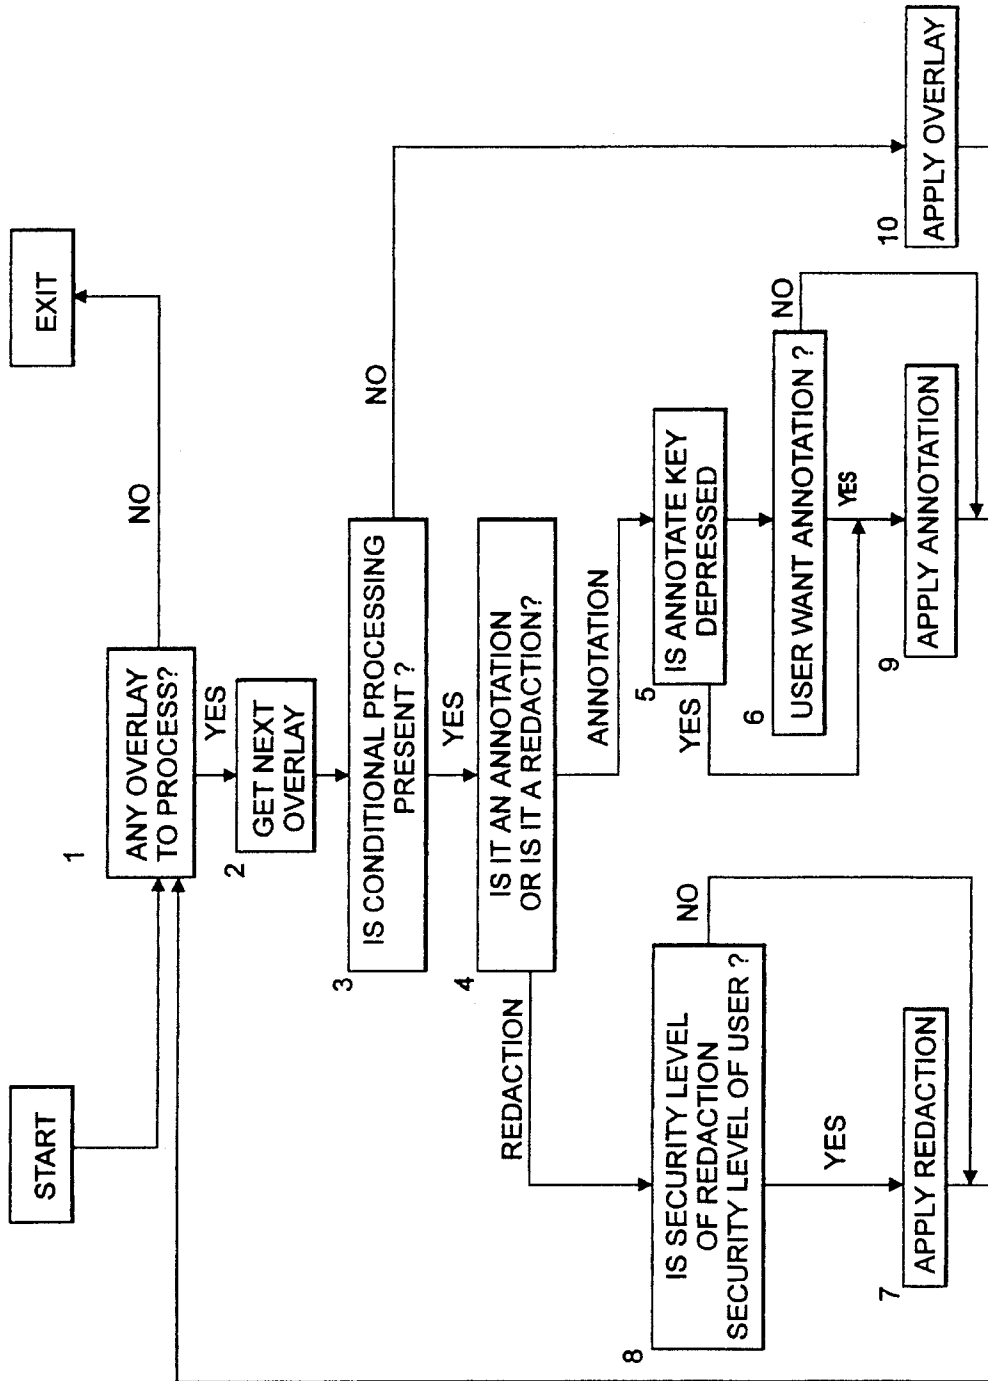 START
EXIT
1
ANY OVERLAY
TO PROCESS?
NO
YES
2
GET NEXT
OVERLAY
3
IS CONDITIONAL PROCESSING
PRESENT ?
NO
YES
4
IS IT AN ANNOTATION
OR IS IT A REDACTION?
REDACTION
ANNOTATION
8
IS SECURITY LEVEL
OF REDACTION
SECURITY LEVEL OF USER ?
NO
YES
5
IS ANNOTATE KEY
DEPRESSED
YES
6
USER WANT ANNOTATION ?
NO
YES
7
APPLY REDACTION
9
APPLY ANNOTATION
10
APPLY OVERLAY